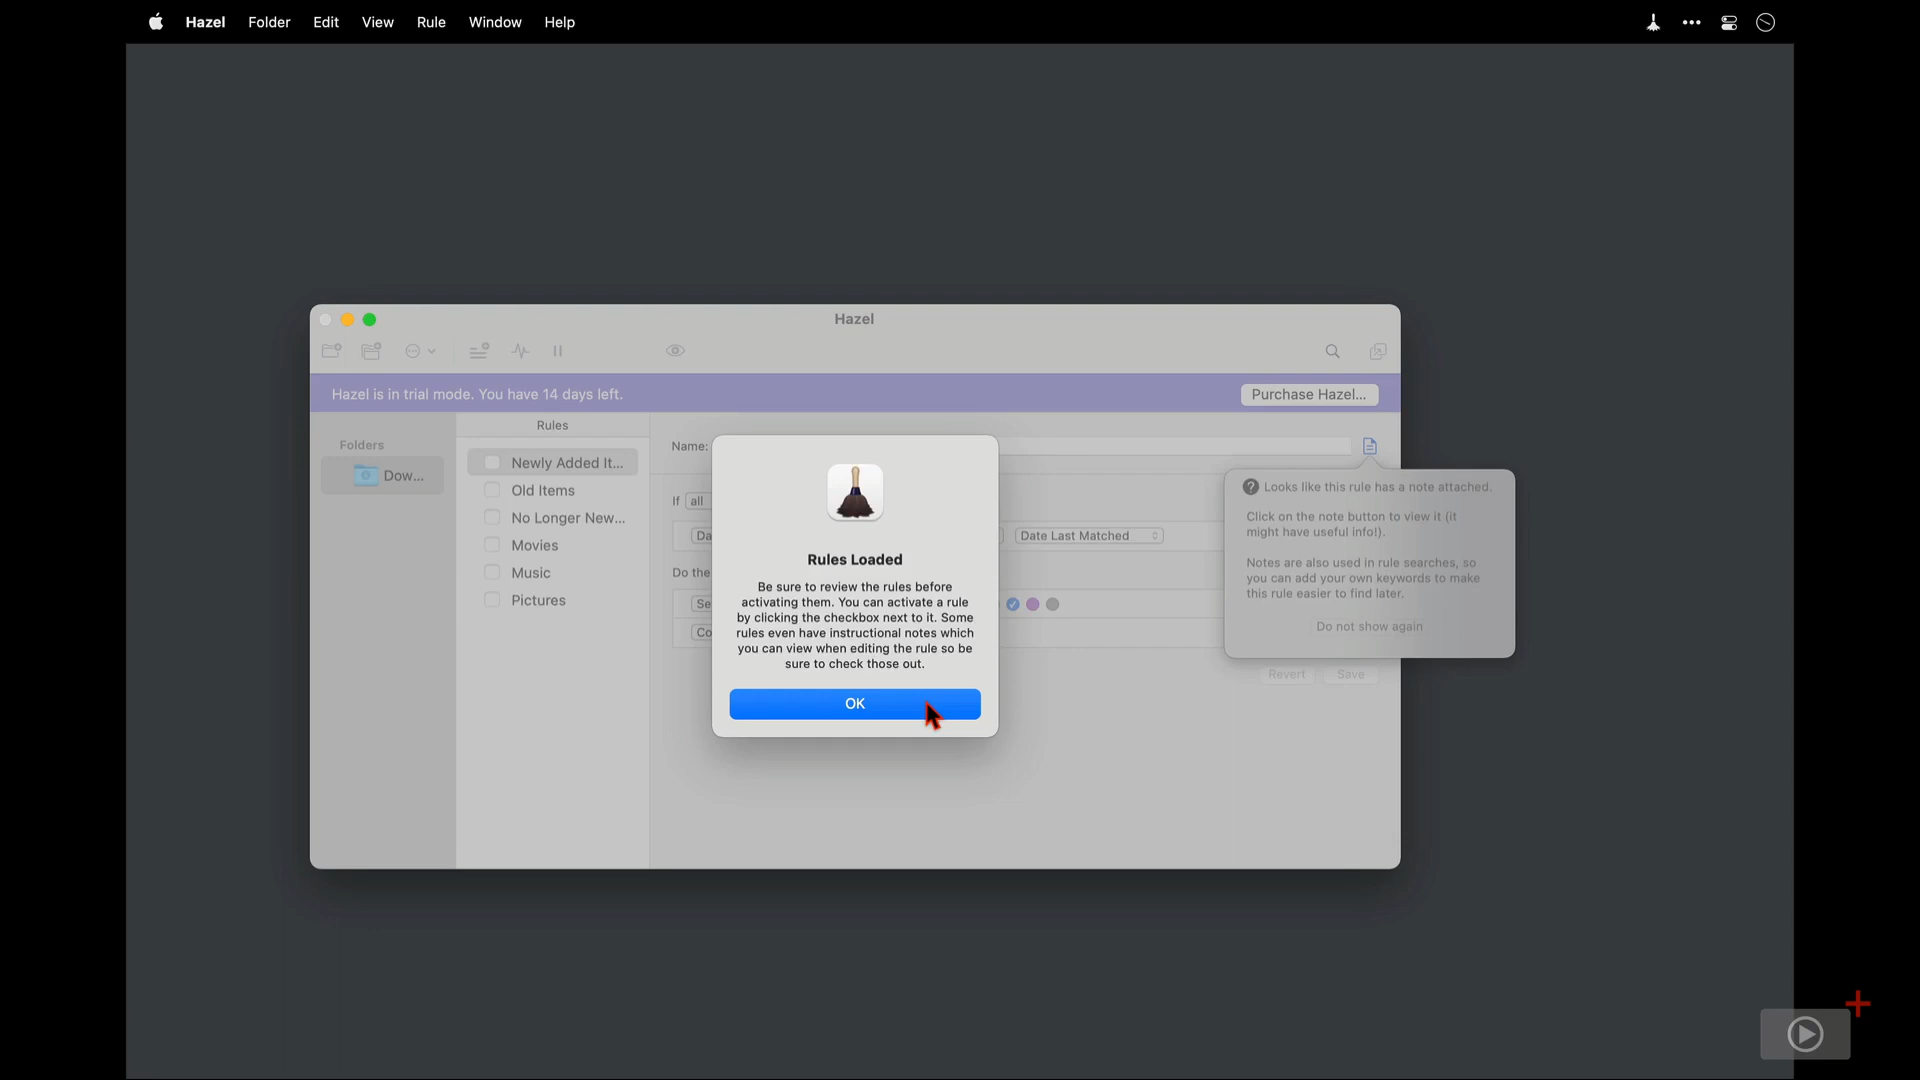 Hazel Folder Edit View Rule Window Help
Hazel
Hazel is in trial mode. You have 14 days left.
Purchase Hazel...
Folders
Dow...
Rules
Newly Added It...
Old Items
No Longer New...
Movies
Music
Pictures
Name:
If all
Da
Date Last Matched
Do the
Se
Co
Revert
Save
Rules Loaded
Be sure to review the rules before
activating them. You can activate a rule
by clicking the checkbox next to it. Some
rules even have instructional notes which
you can view when editing the rule so be
sure to check those out.
OK
Looks like this rule has a note attached.
Click on the note button to view it (it
might have useful info!).
Notes are also used in rule searches, so
you can add your own keywords to make
this rule easier to find later.
Do not show again